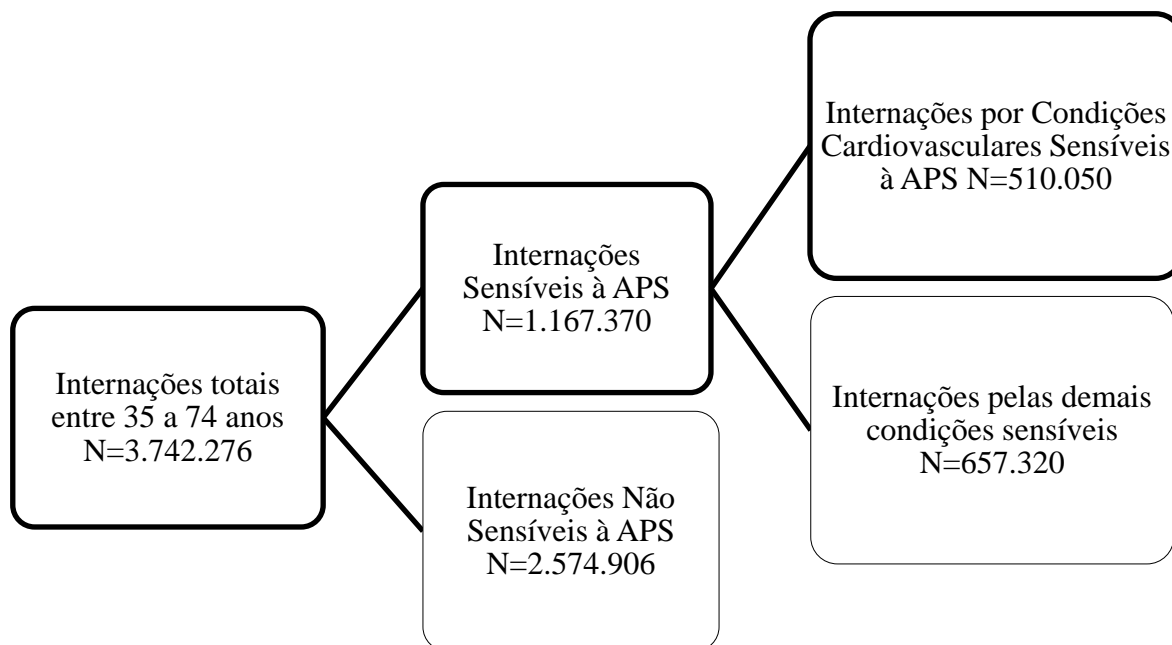 Internações totais
entre 35 a 74 anos
N=3.742.276
Internações
Sensíveis à APS
N=1.167.370
Internações Não
Sensíveis à APS
N=2.574.906
Internações por Condições
Cardiovasculares Sensíveis
à APS N=510.050
Internações pelas demais
condições sensíveis
N=657.320